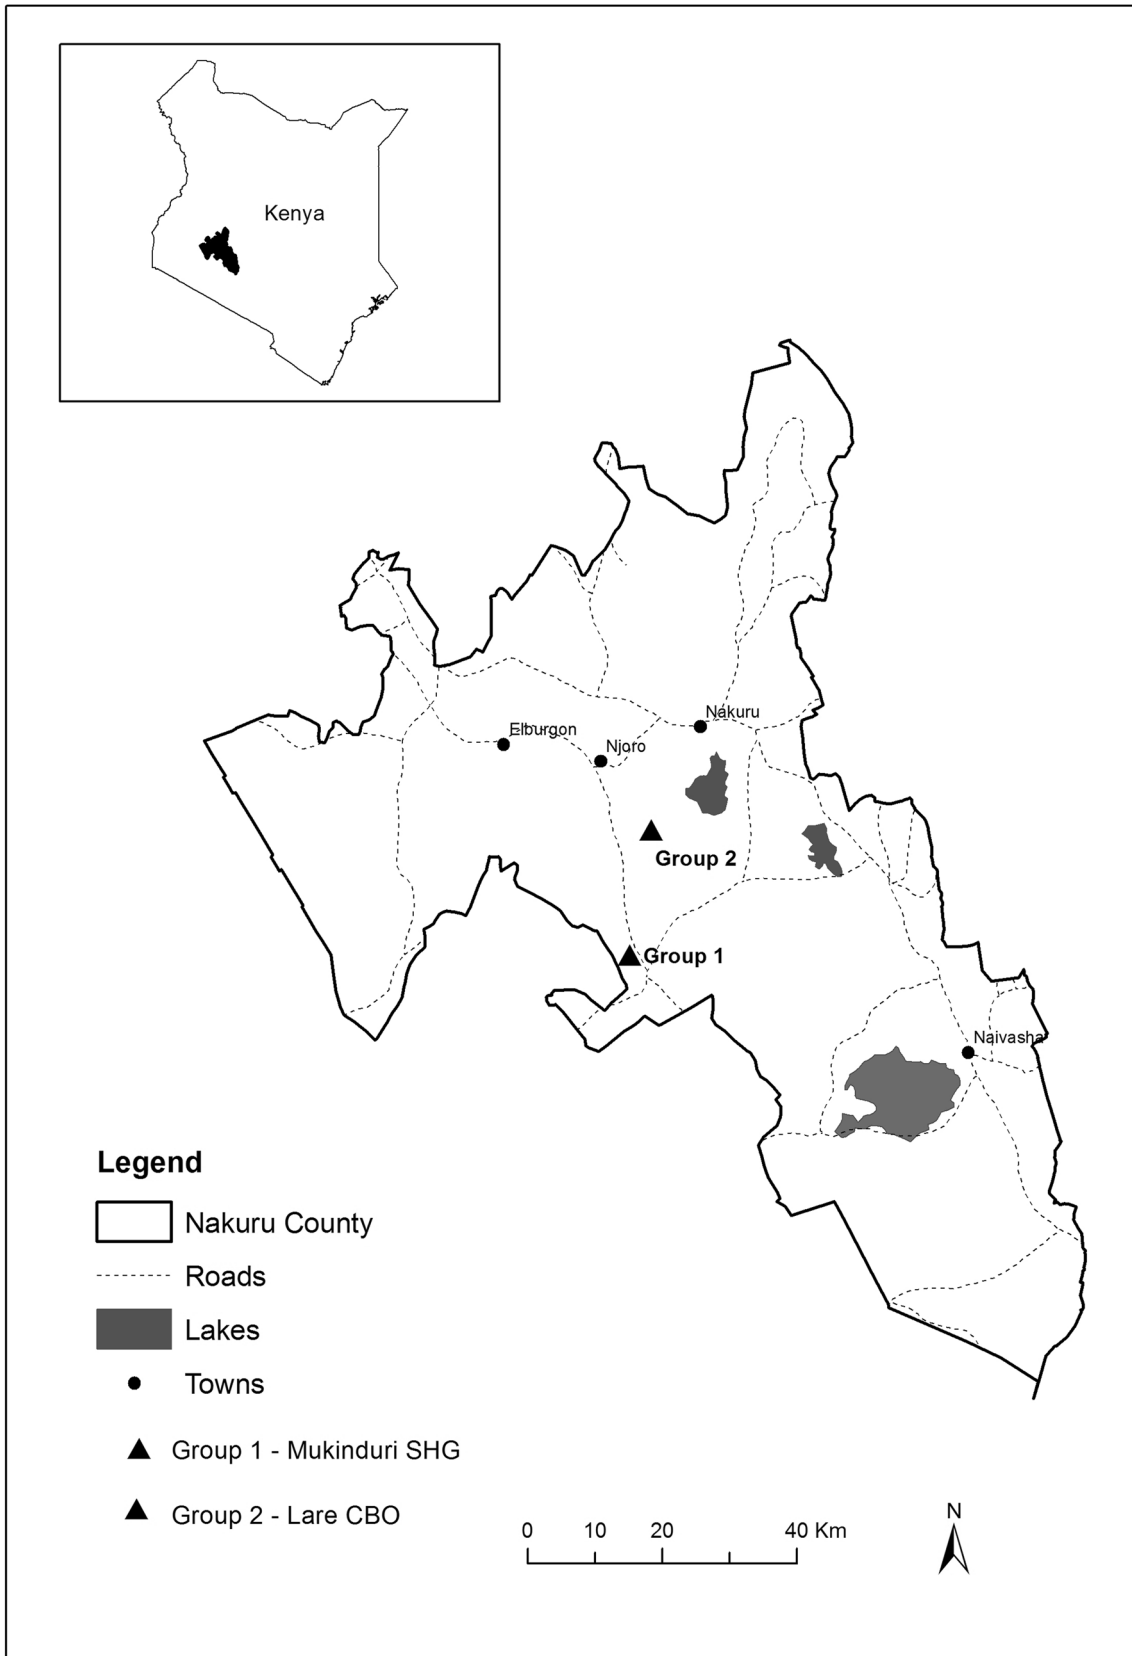 Kenya
Nakuru
Elburgon
Njoro
Group 2
Group 1
Naivasha
Legend
Nakuru County
Roads
Lakes
Towns
Group 1 - Mukinduri SHG
Group 2 - Lare CBO
0 10 20 40 Km
N